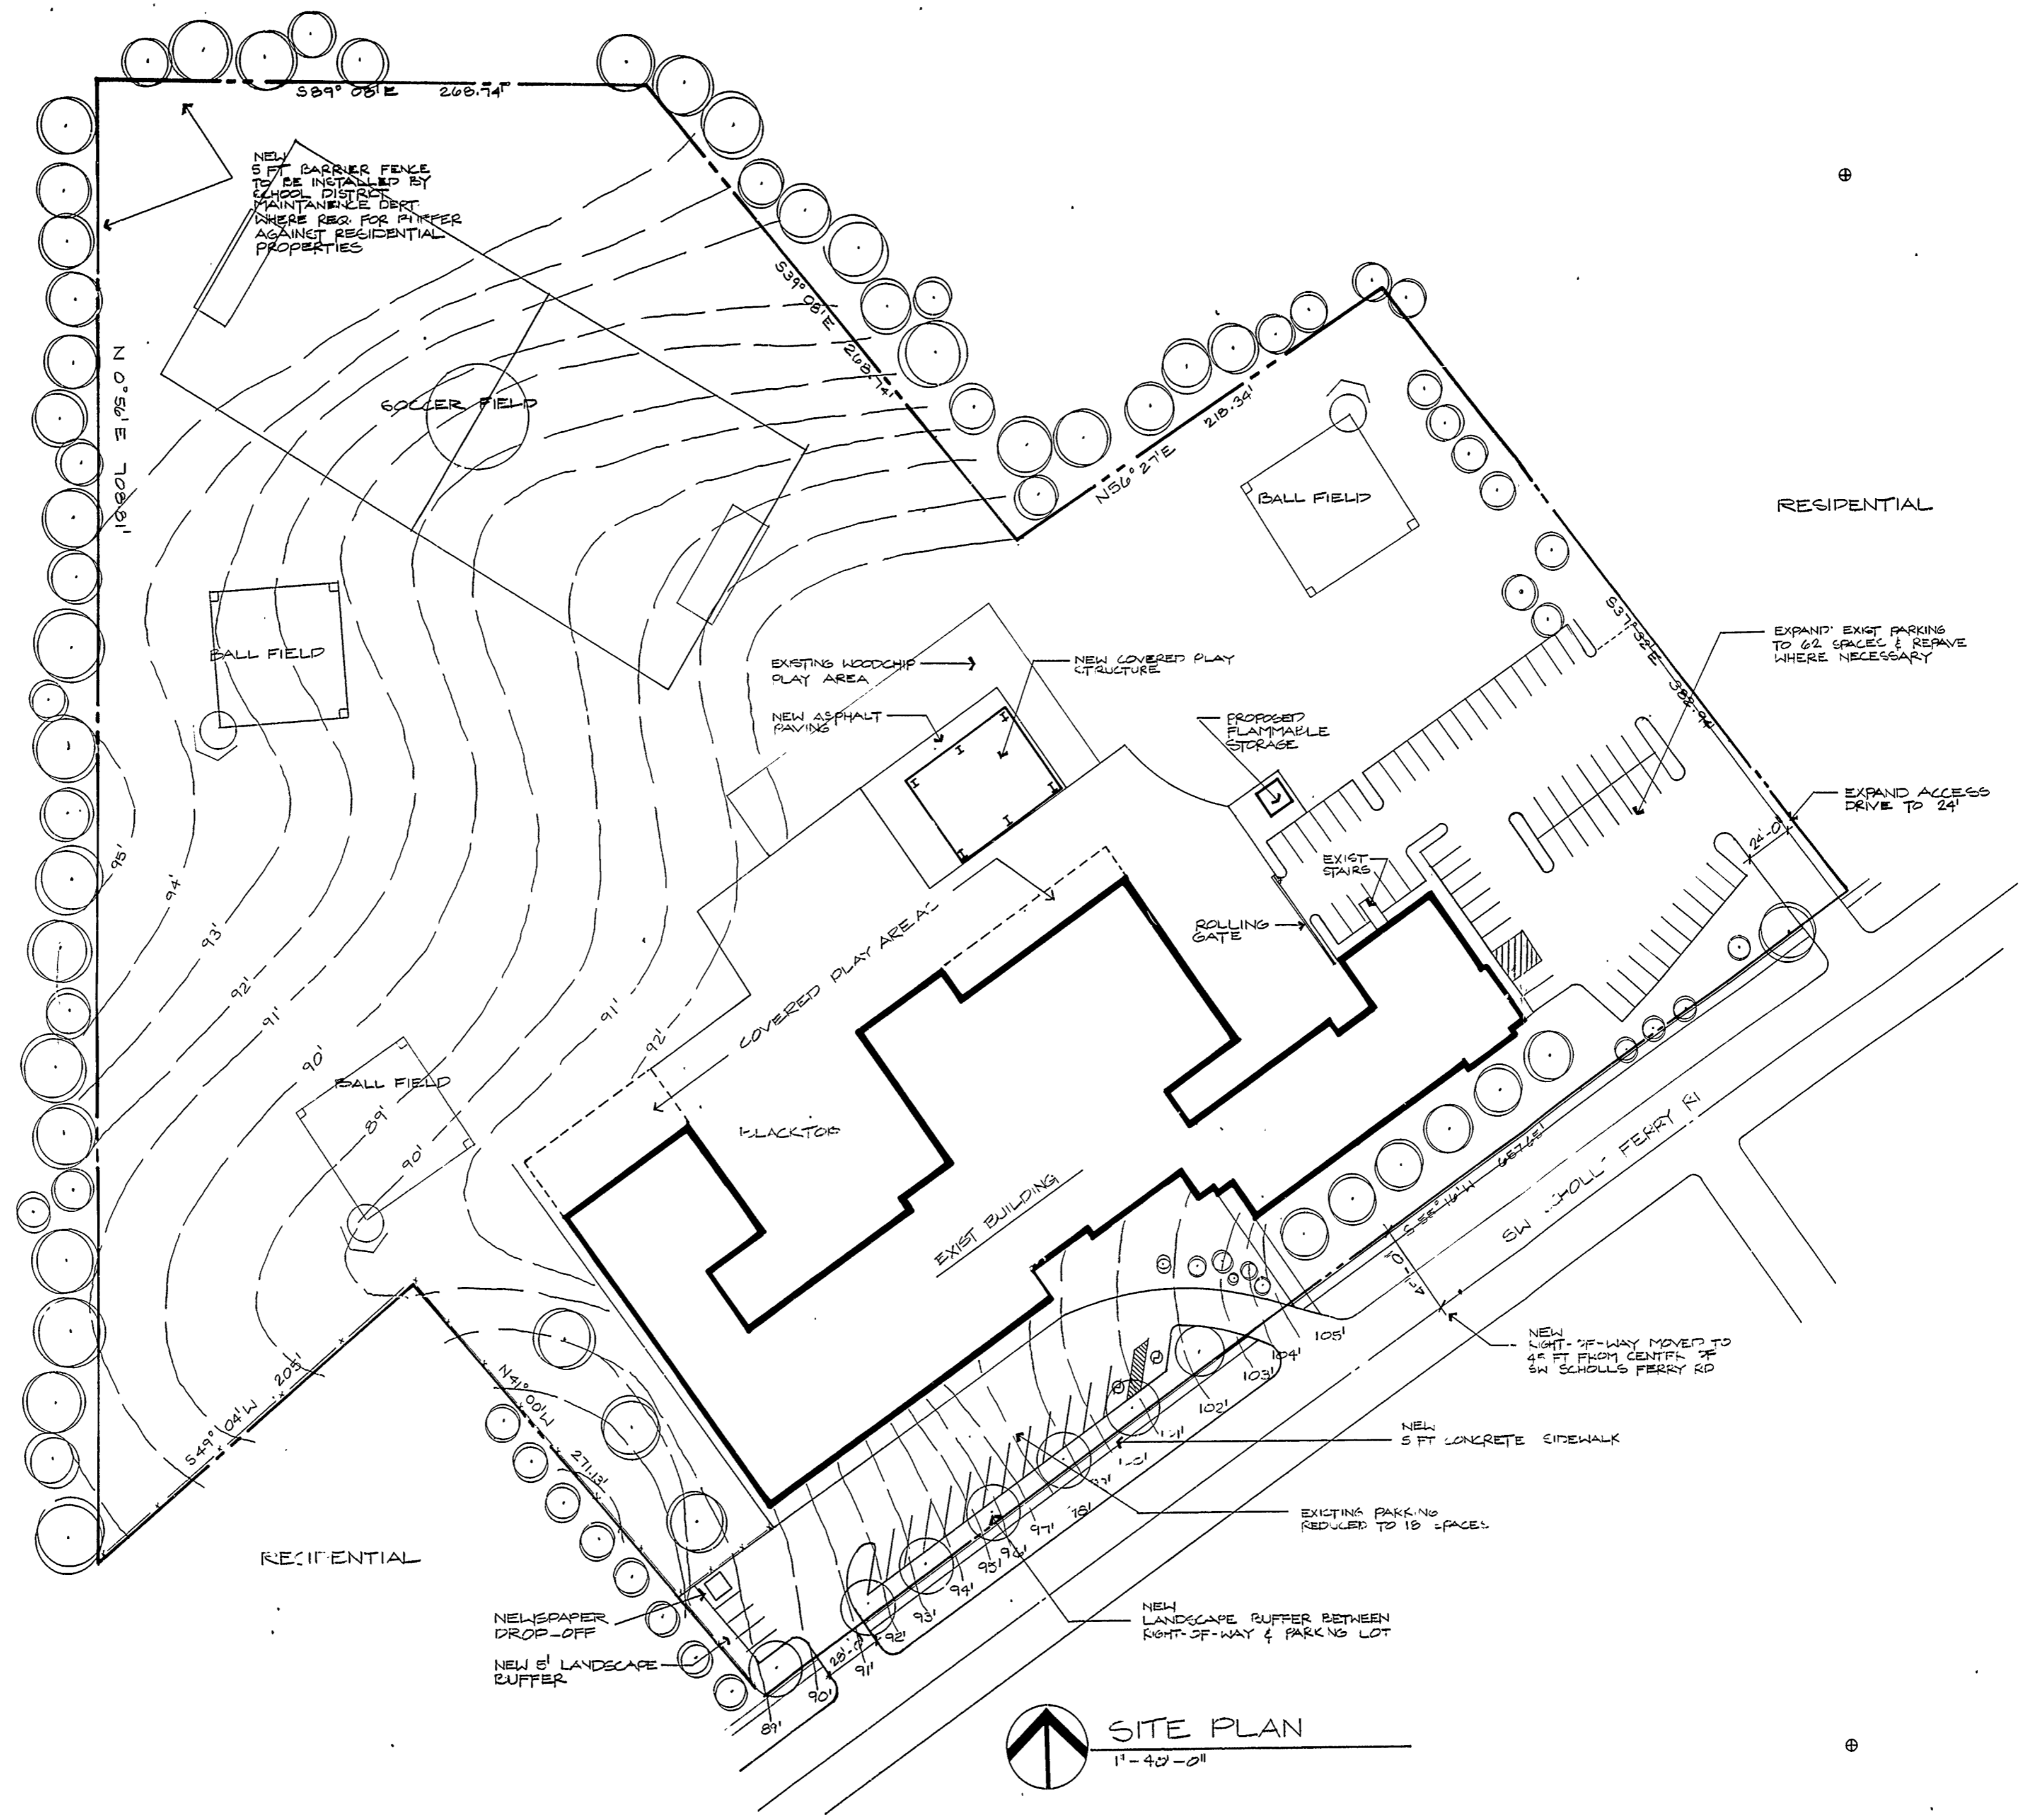 S89° 08' E 268.74'
NEW
5 FT BARRIER FENCE
TO BE INSTALLED BY
SCHOOL DISTRICT
MAINTANENCE DEPT.
WHERE REQ. FOR BUFFER
AGAINST RESIDENTIAL
PROPERTIES
N 0° 56' E 708.81'
S39° 08' E 268.74'
SOCCER FIELD
N56° 27' E 218.34'
BALL FIELD
RESIDENTIAL
S37° 32' E 388.94'
EXPAND EXIST PARKING
TO 62 SPACES & REPAVE
WHERE NECESSARY
BALL FIELD
EXISTING WOODCHIP
PLAY AREA
NEW COVERED PLAY
STRUCTURE
NEW ASPHALT
PAVING
PROPOSED
FLAMMABLE
STORAGE
EXPAND ACCESS
DRIVE TO 24'
24'-0
EXIST
STAIRS
ROLLING
GATE
COVERED PLAY AREAS
95'
94'
93'
92'
91'
90'
91'
92'
BALL FIELD
89'
90'
BLACKTOP
EXIST BUILDING
SW SCHOLLS FERRY
105'
104'
103'
102'
NEW
RIGHT-OF-WAY MOVED TO
45 FT FROM CENTER OF
SW SCHOLLS FERRY RD
S49° 04' W 205'
N41° 00' W
271.13'
NEW
5 FT CONCRETE SIDEWALK
EXISTING PARKING
REDUCED TO 18 SPACES
97'
96'
95'
94'
93'
92'
91'
90'
89'
RESIDENTIAL
NEWSPAPER
DROP-OFF
NEW 5' LANDSCAPE
BUFFER
NEW
LANDSCAPE BUFFER BETWEEN
RIGHT-OF-WAY & PARKING LOT
SITE PLAN
1"-40'-0"